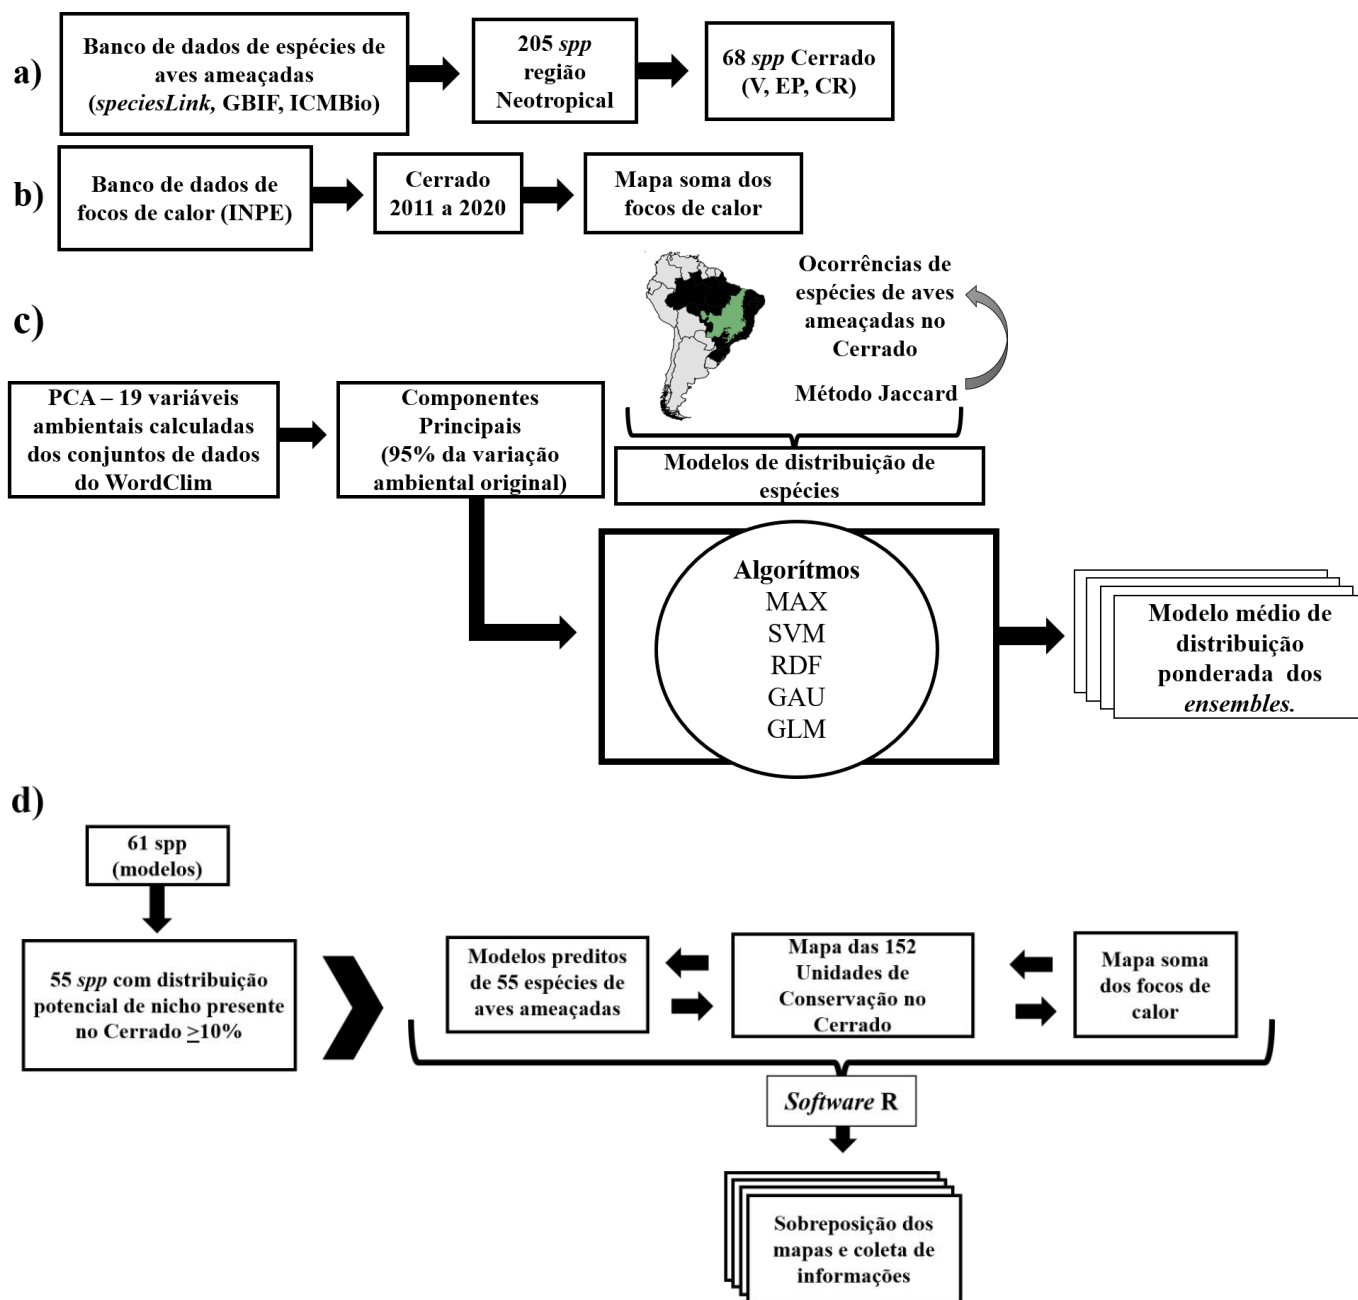 a)
Banco de dados de espécies de
aves ameaçadas
(speciesLink, GBIF, ICMBio)
205 spp
região
Neotropical
68 spp Cerrado
(V, EP, CR)
b)
Banco de dados de
focos de calor (INPE)
Cerrado
2011 a 2020
Mapa soma dos
focos de calor
c)
PCA – 19 variáveis
ambientais calculadas
dos conjuntos de dados
do WordClim
Componentes
Principais
(95% da variação
ambiental original)
Ocorrências de
espécies de aves
ameaçadas no
Cerrado
Método Jaccard
Modelos de distribuição de
espécies
Algorítmos
MAX
SVM
RDF
GAU
GLM
Modelo médio de
distribuição
ponderada dos
ensembles.
d)
61 spp
(modelos)
55 spp com distribuição
potencial de nicho presente
no Cerrado ≥10%
Modelos preditos
de 55 espécies de
aves ameaçadas
Mapa das 152
Unidades de
Conservação no
Cerrado
Mapa soma
dos focos de
calor
Software R
Sobreposição dos
mapas e coleta de
informações